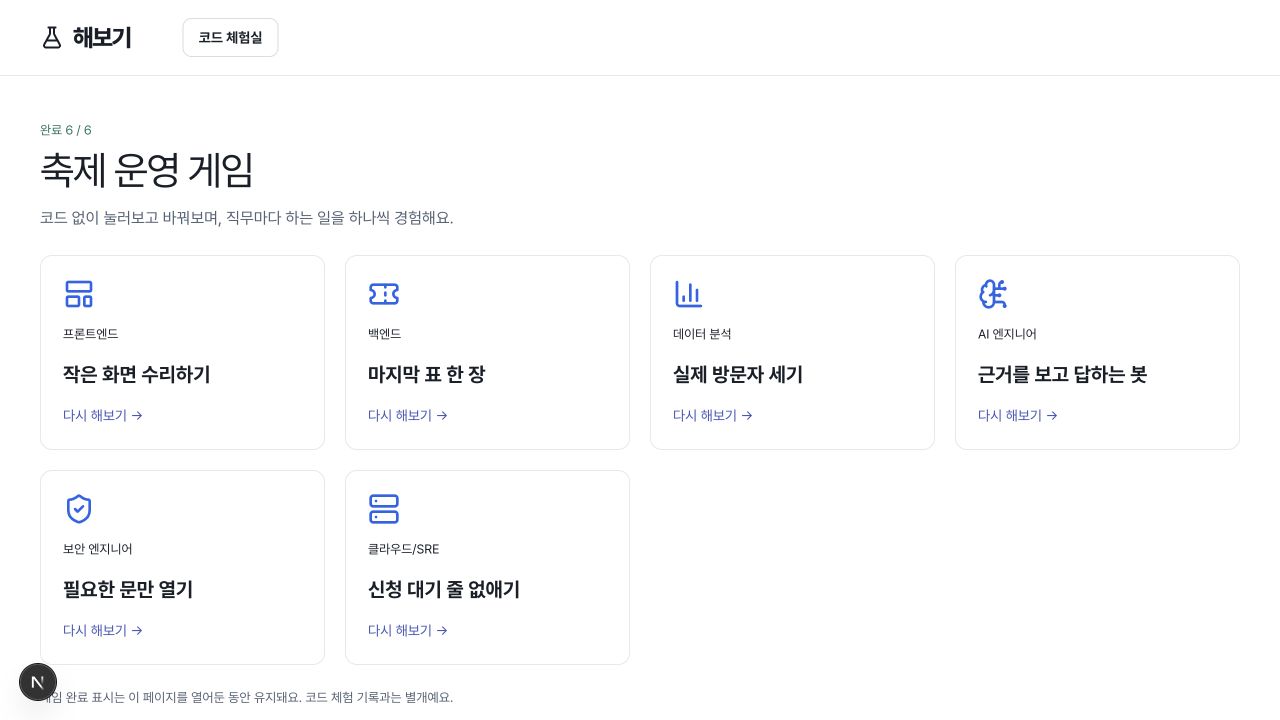 해보기
코드 체험실
완료 6 / 6
축제 운영 게임
코드 없이 눌러보고 바꿔보며, 직무마다 하는 일을 하나씩 경험해요.
프론트엔드
작은 화면 수리하기
다시 해보기 →
백엔드
마지막 표 한 장
다시 해보기 →
데이터 분석
실제 방문자 세기
다시 해보기 →
AI 엔지니어
근거를 보고 답하는 봇
다시 해보기 →
보안 엔지니어
필요한 문만 열기
다시 해보기 →
클라우드/SRE
신청 대기 줄 없애기
다시 해보기 →
N
완료 표시는 이 페이지를 열어둔 동안 유지돼요. 코드 체험 기록과는 별개예요.